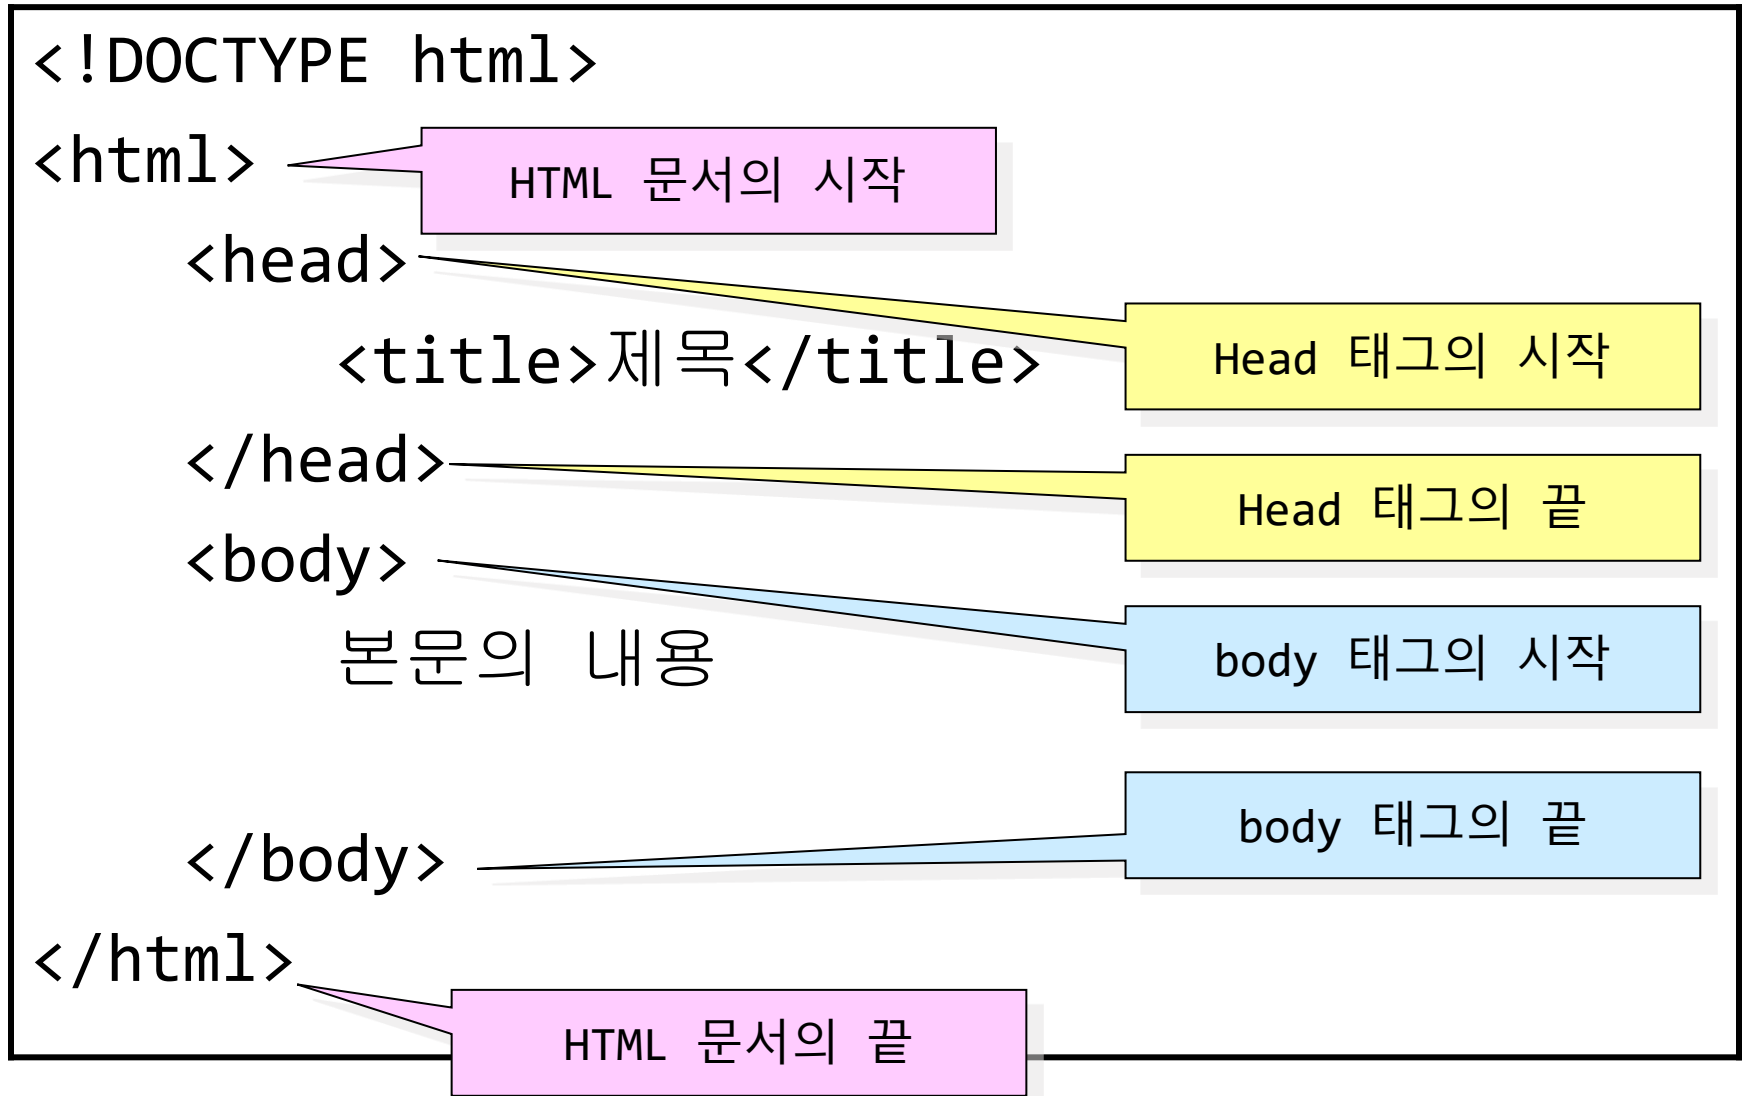 <!DOCTYPE html>
<html>
HTML 문서의 시작
<head>
<title>제목</title>
Head 태그의 시작
</head>
Head 태그의 끝
<body>
본문의 내용
body 태그의 시작
body 태그의 끝
</body>
</html>
HTML 문서의 끝